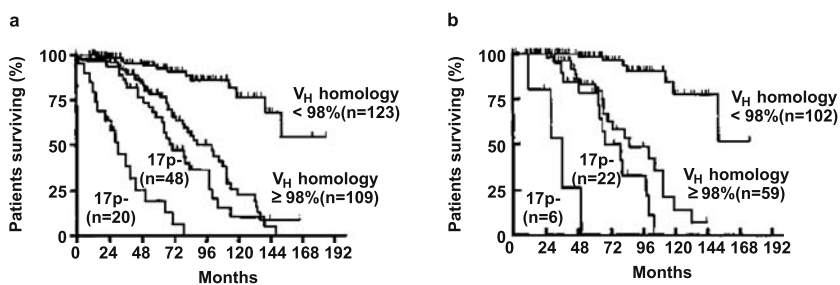 a
Patients surviving (%)
100
75
50
25
0
V_H homology
< 98%(n=123)
17p-
(n=48)
V_H homology
≥ 98%(n=109)
17p-
(n=20)
0 24 48 72 96 120 144 168 192
Months
b
Patients surviving (%)
100
75
50
25
0
V_H homology
< 98%(n=102)
17p-
(n=22)
V_H homology
≥ 98%(n=59)
17p-
(n=6)
0 24 48 72 96 120 144 168 192
Months